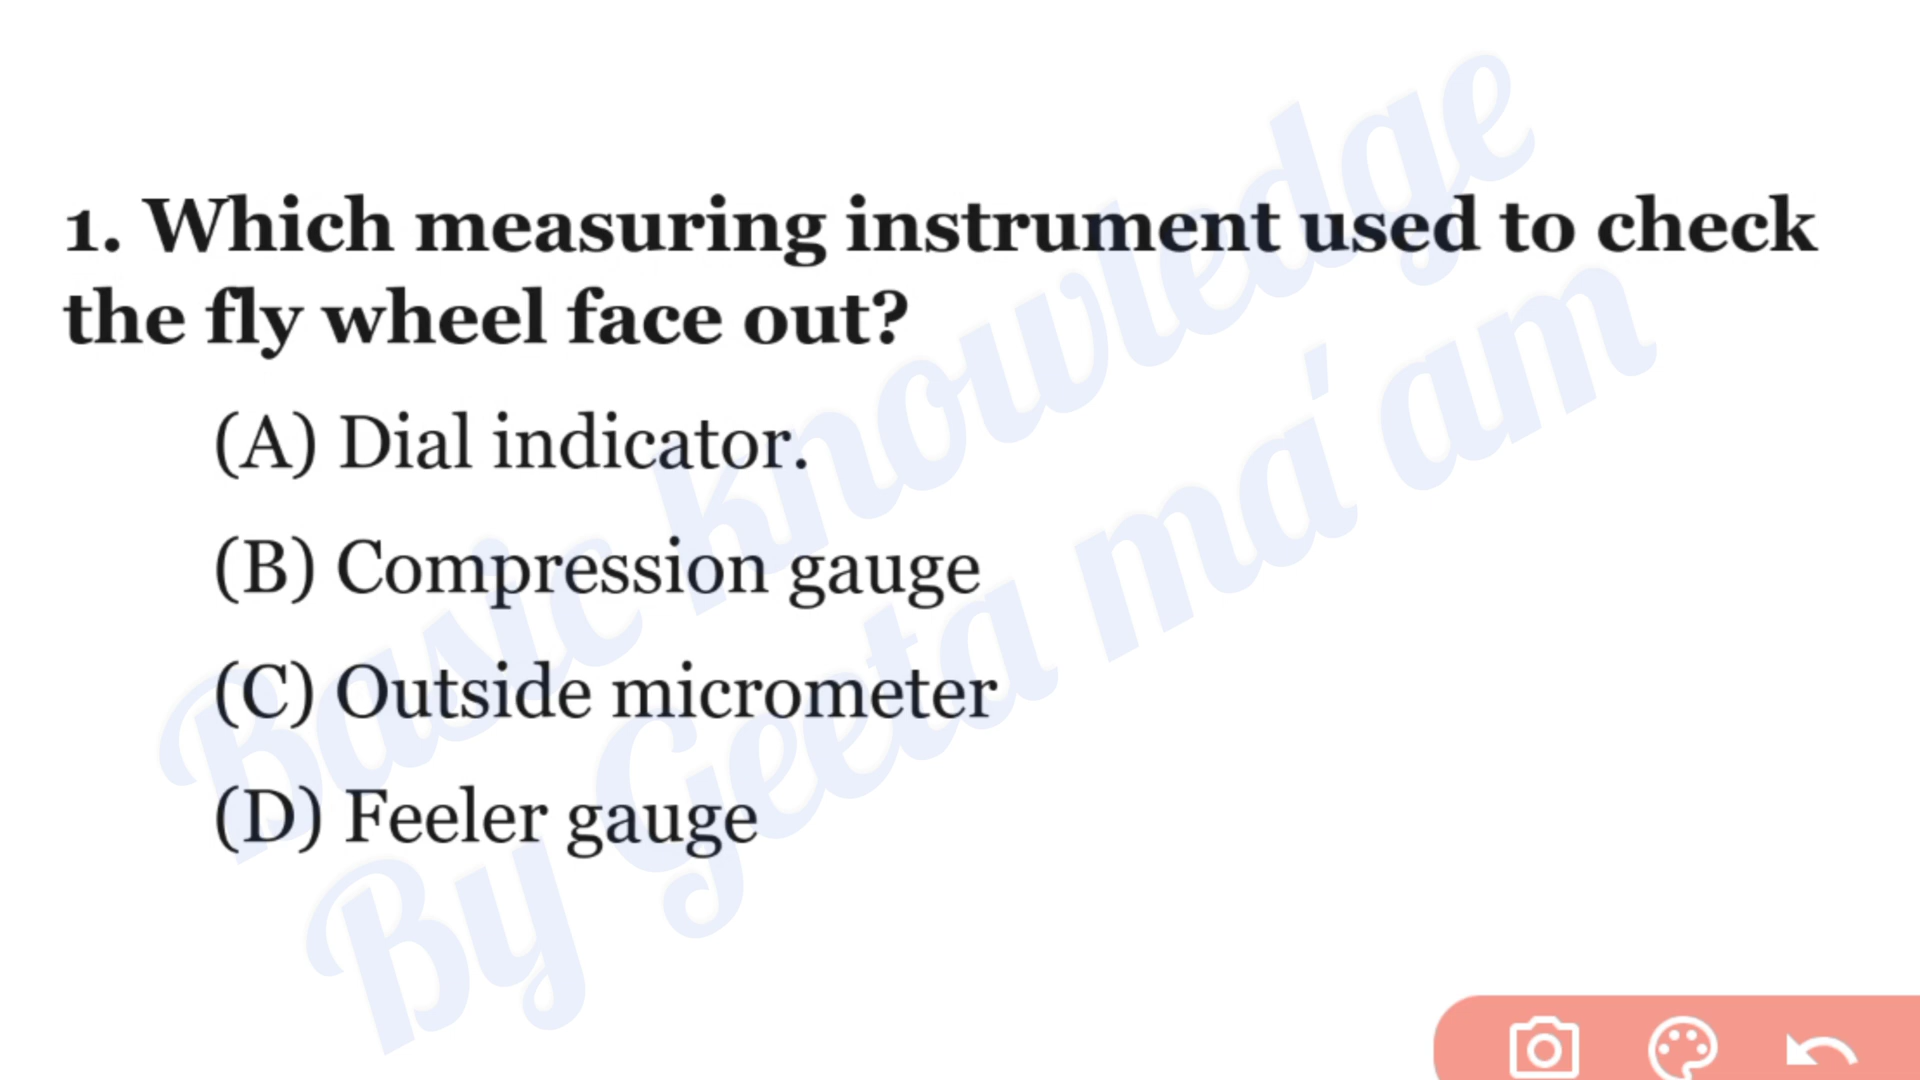 1. Which measuring instrument used to check
the fly wheel face out?
(A) Dial indicator.
(B) Compression gauge
(C) Outside micrometer
(D) Feeler gauge
Basic knowledge
By Geeta ma'am